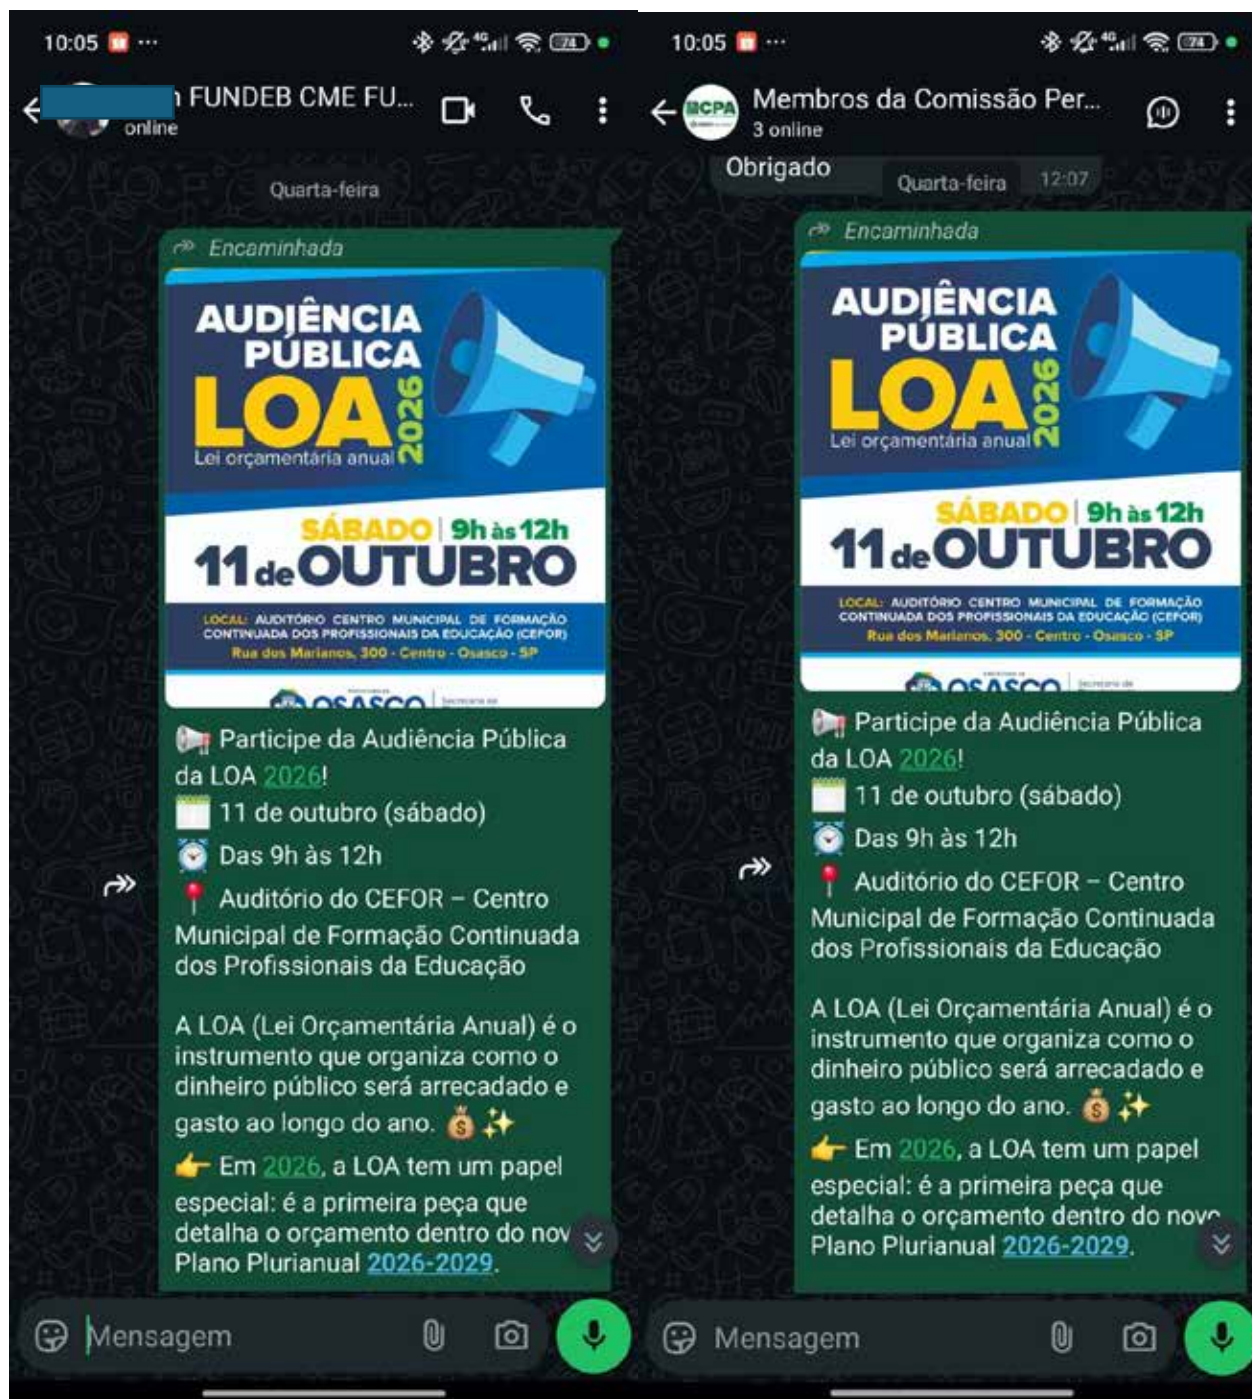 10:05
4G
74
FUNDEB CME FU...
online
Quarta-feira
Encaminhada
AUDIÊNCIA
PÚBLICA
LOA
2026
Lei orçamentária anual
SÁBADO | 9h às 12h
11 de OUTUBRO
LOCAL: AUDITÓRIO CENTRO MUNICIPAL DE FORMAÇÃO
CONTINUADA DOS PROFISSIONAIS DA EDUCAÇÃO (CEFOR)
Rua dos Marianos, 300 - Centro - Osasco - SP
OSASCO
Secretaria de
Participe da Audiência Pública
da LOA 2026!
11 de outubro (sábado)
Das 9h às 12h
Auditório do CEFOR – Centro
Municipal de Formação Continuada
dos Profissionais da Educação
A LOA (Lei Orçamentária Anual) é o
instrumento que organiza como o
dinheiro público será arrecadado e
gasto ao longo do ano.
Em 2026, a LOA tem um papel
especial: é a primeira peça que
detalha o orçamento dentro do nov
Plano Plurianual 2026-2029.
Mensagem
10:05
4G
74
CPA
Membros da Comissão Per...
3 online
Obrigado
12:07
Quarta-feira
Encaminhada
AUDIÊNCIA
PÚBLICA
LOA
2026
Lei orçamentária anual
SÁBADO | 9h às 12h
11 de OUTUBRO
LOCAL: AUDITÓRIO CENTRO MUNICIPAL DE FORMAÇÃO
CONTINUADA DOS PROFISSIONAIS DA EDUCAÇÃO (CEFOR)
Rua dos Marianos, 300 - Centro - Osasco - SP
OSASCO
Participe da Audiência Pública
da LOA 2026!
11 de outubro (sábado)
Das 9h às 12h
Auditório do CEFOR – Centro
Municipal de Formação Continuada
dos Profissionais da Educação
A LOA (Lei Orçamentária Anual) é o
instrumento que organiza como o
dinheiro público será arrecadado e
gasto ao longo do ano.
Em 2026, a LOA tem um papel
especial: é a primeira peça que
detalha o orçamento dentro do novo
Plano Plurianual 2026-2029.
Mensagem